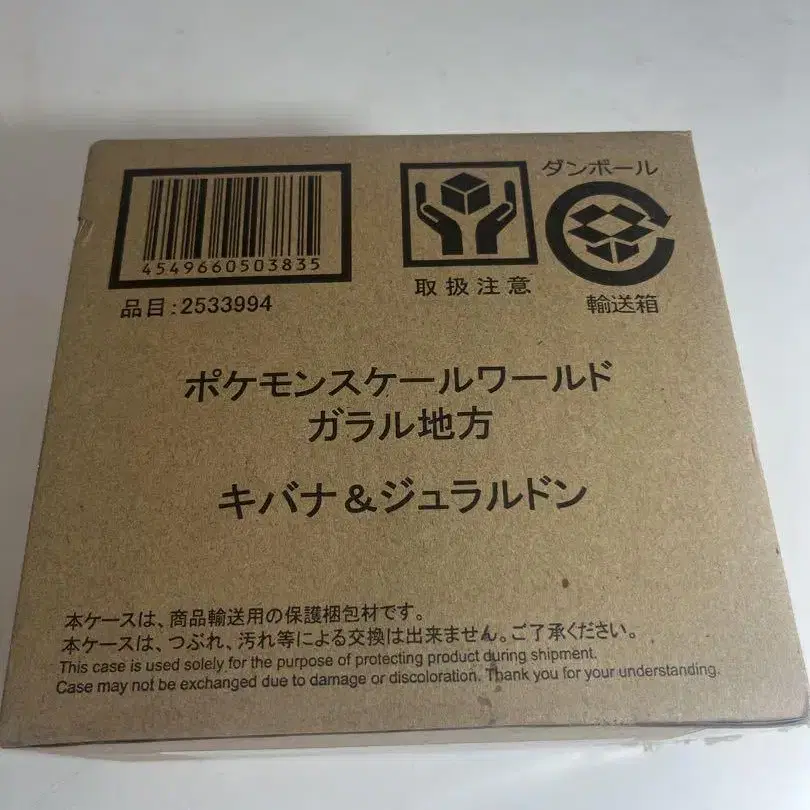 4549660503835
品目:2533994
取扱注意
ダンボール
輸送箱
ポケモンスケールワールド
ガラル地方
キバナ&ジュラルドン
本ケースは、商品輸送用の保護梱包材です。
本ケースは、つぶれ、汚れ等による交換は出来ません。ご了承ください。
This case is used solely for the purpose of protecting product during shipment.
Case may not be exchanged due to damage or discoloration. Thank you for your understanding.